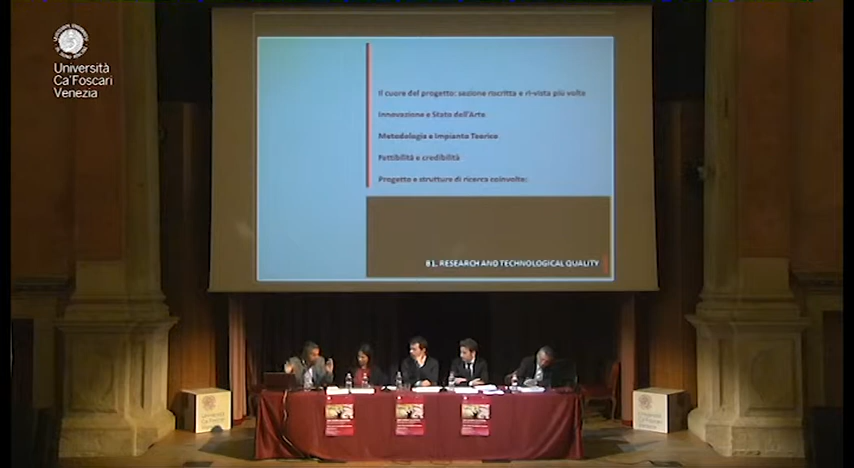 Università
Ca'Foscari
Venezia
Il cuore del progetto: sezione riscritta e ri-vista più volte
Innovazione e Stato dell'Arte
Metodologia e Impianto Teorico
Fattibilità e credibilità
Progetto e strutture di ricerca coinvolte:
B1. RESEARCH AND TECHNOLOGICAL QUALITY